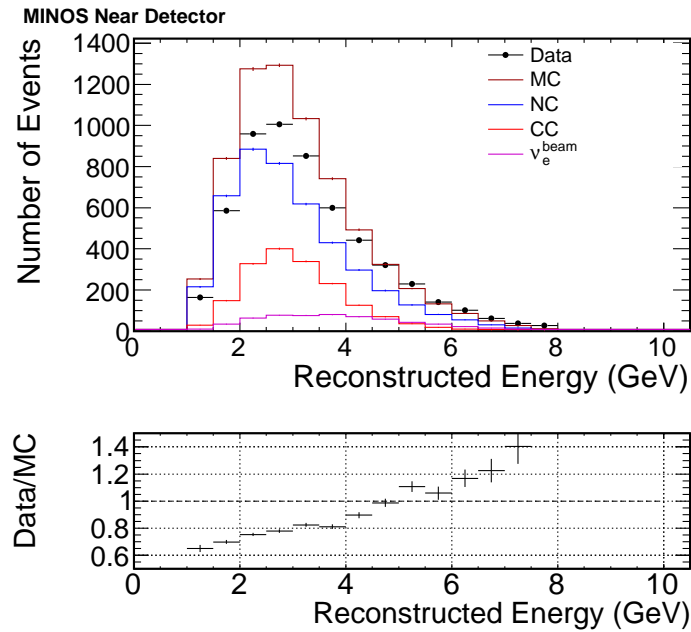 MINOS Near Detector
Number of Events
1400
1200
1000
800
600
400
200
0
Data
MC
NC
CC
ν_e^beam
0 2 4 6 8 10
Reconstructed Energy (GeV)
Data/MC
1.4
1.2
1
0.8
0.6
0 2 4 6 8 10
Reconstructed Energy (GeV)